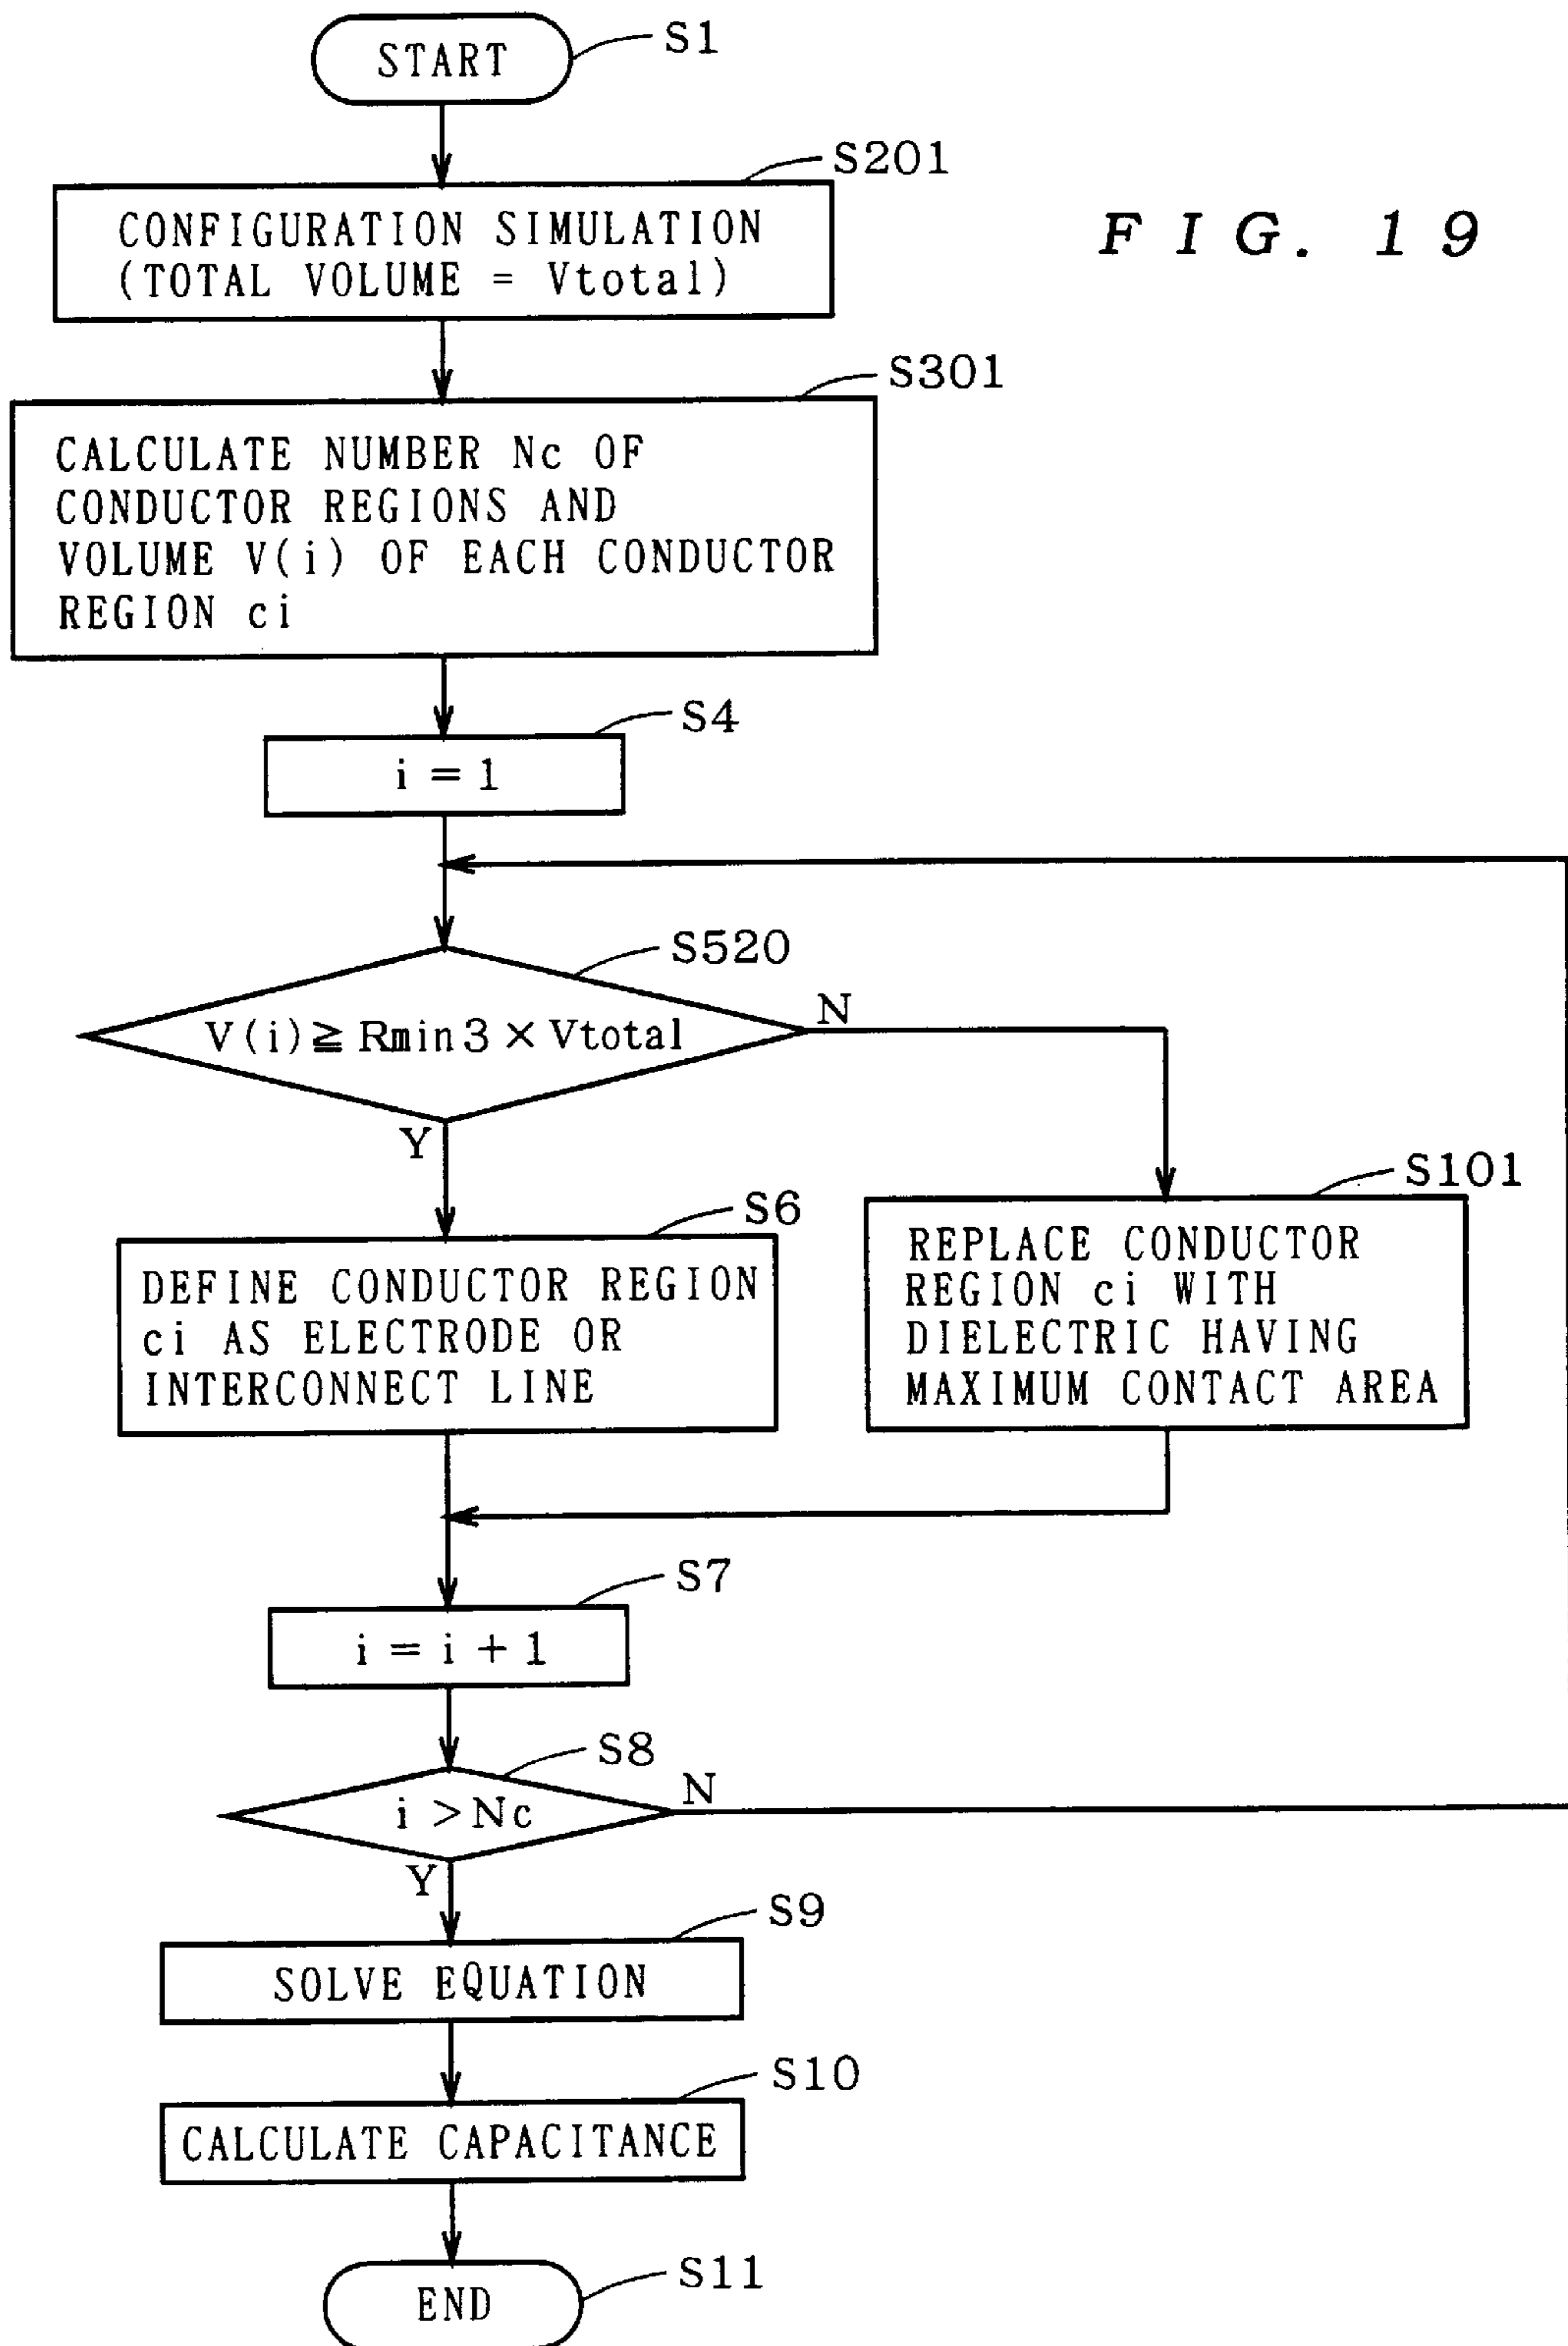 START
S1
S201
CONFIGURATION SIMULATION
(TOTAL VOLUME = Vtotal)
FIG. 19
S301
CALCULATE NUMBER Nc OF
CONDUCTOR REGIONS AND
VOLUME V(i) OF EACH CONDUCTOR
REGION ci
S4
i = 1
S520
V(i) ≧ Rmin3 × Vtotal
N
Y
S6
DEFINE CONDUCTOR REGION
ci AS ELECTRODE OR
INTERCONNECT LINE
S101
REPLACE CONDUCTOR
REGION ci WITH
DIELECTRIC HAVING
MAXIMUM CONTACT AREA
S7
i = i + 1
S8
i > Nc
N
Y
S9
SOLVE EQUATION
S10
CALCULATE CAPACITANCE
S11
END